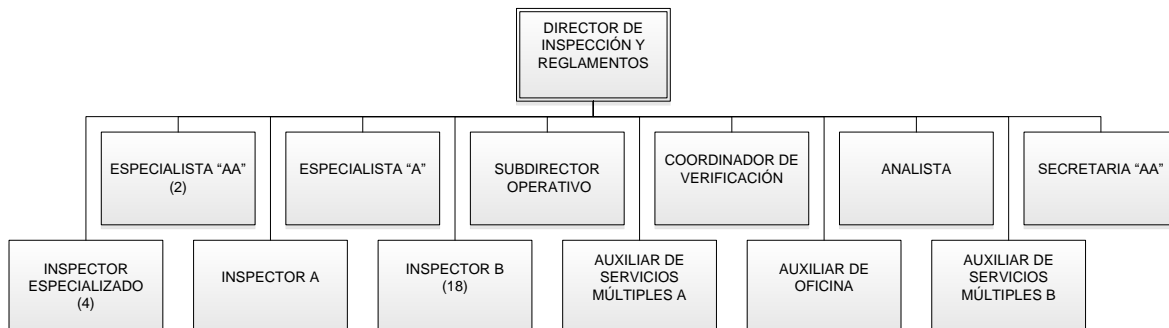 DIRECTOR DE
INSPECCIÓN Y
REGLAMENTOS
ESPECIALISTA “AA”
(2)
ESPECIALISTA “A”
SUBDIRECTOR
OPERATIVO
COORDINADOR DE
VERIFICACIÓN
ANALISTA
SECRETARIA “AA”
INSPECTOR
ESPECIALIZADO
(4)
INSPECTOR A
INSPECTOR B
(18)
AUXILIAR DE
SERVICIOS
MÚLTIPLES A
AUXILIAR DE
OFICINA
AUXILIAR DE
SERVICIOS
MÚLTIPLES B